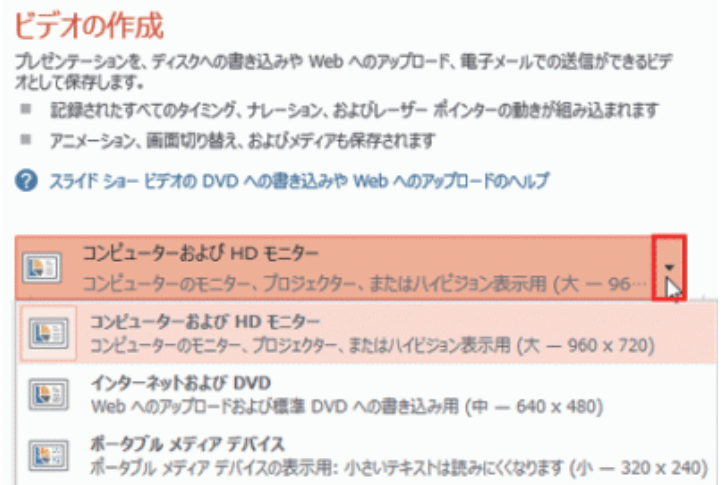 ビデオの作成
プレゼンテーションを、ディスクへの書き込みや Web へのアップロード、電子メールでの送信ができるビデ
オとして保存します。
記録されたすべてのタイミング、ナレーション、およびレーザー ポインターの動きが組み込まれます
アニメーション、画面切り替え、およびメディアも保存されます
スライド ショー ビデオの DVD への書き込みや Web へのアップロードのヘルプ
コンピューターおよび HD モニター
コンピューターのモニター、プロジェクター、またはハイビジョン表示用 (大 — 96…
コンピューターおよび HD モニター
コンピューターのモニター、プロジェクター、またはハイビジョン表示用 (大 — 960 x 720)
インターネットおよび DVD
Web へのアップロードおよび標準 DVD への書き込み用 (中 — 640 x 480)
ポータブル メディア デバイス
ポータブル メディア デバイスの表示用: 小さいテキストは読みにくくなります (小 — 320 x 240)